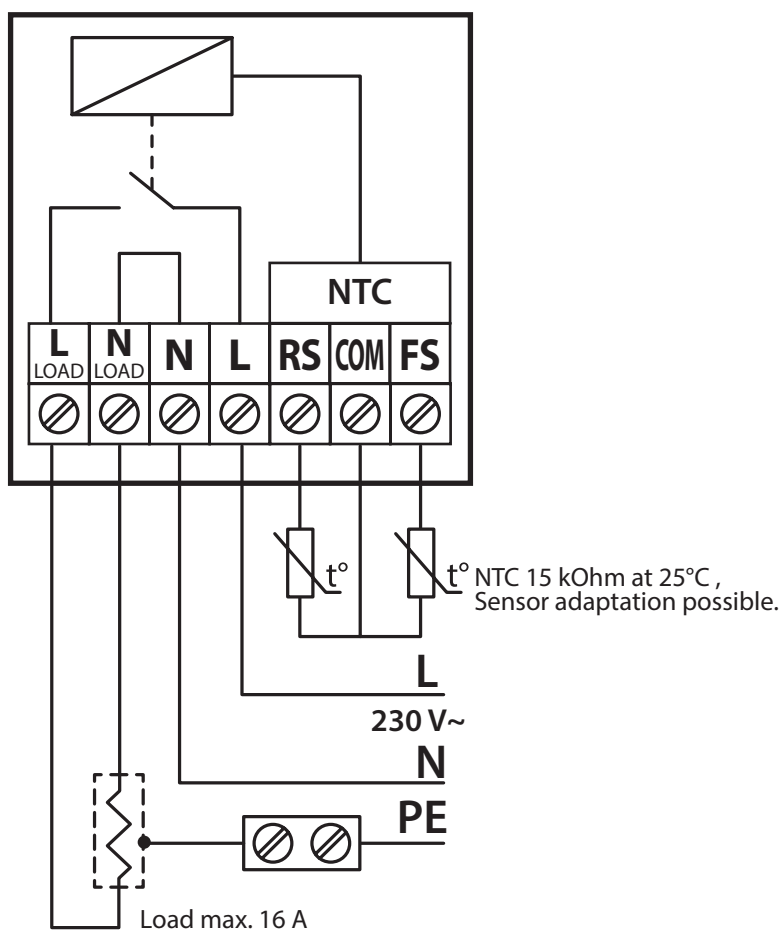 NTC
L N N L RS COM FS
LOAD LOAD
t° t° NTC 15 kOhm at 25°C ,
Sensor adaptation possible.
L
230 V~
N
PE
Load max. 16 A